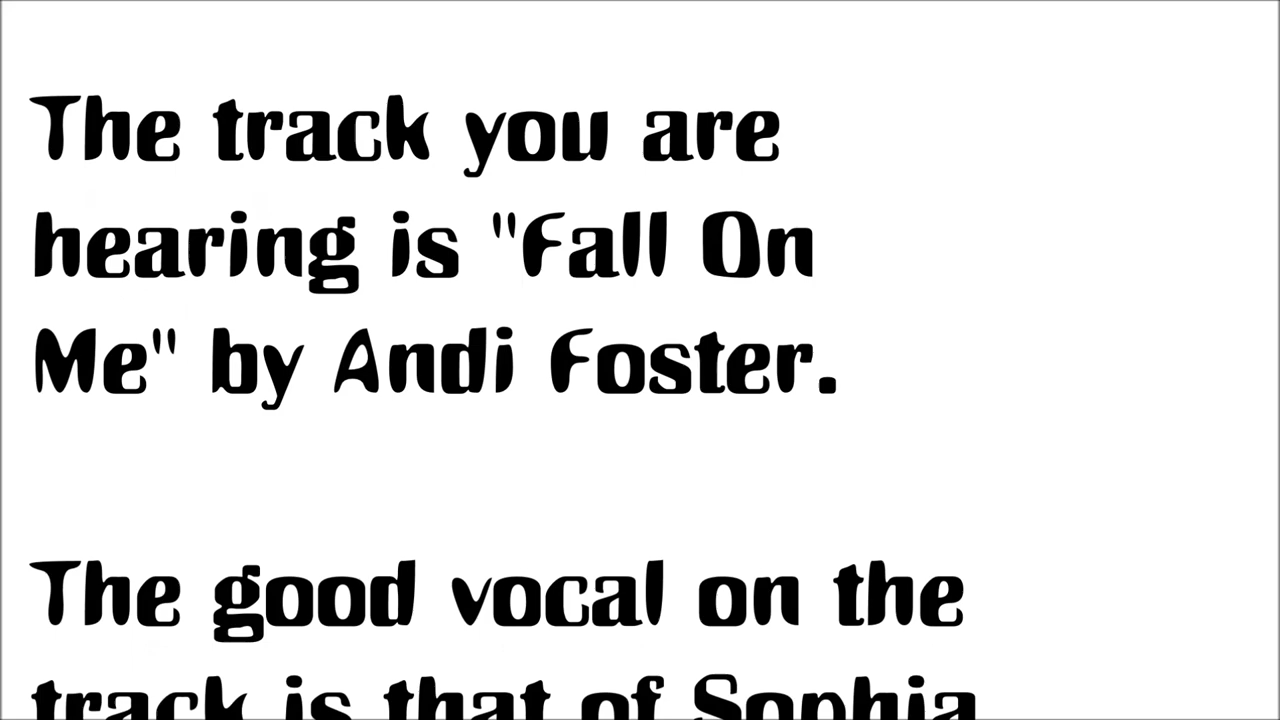 The track you are
hearing is "Fall On
Me" by Andi Foster.
The good vocal on the
track is that of Sophia